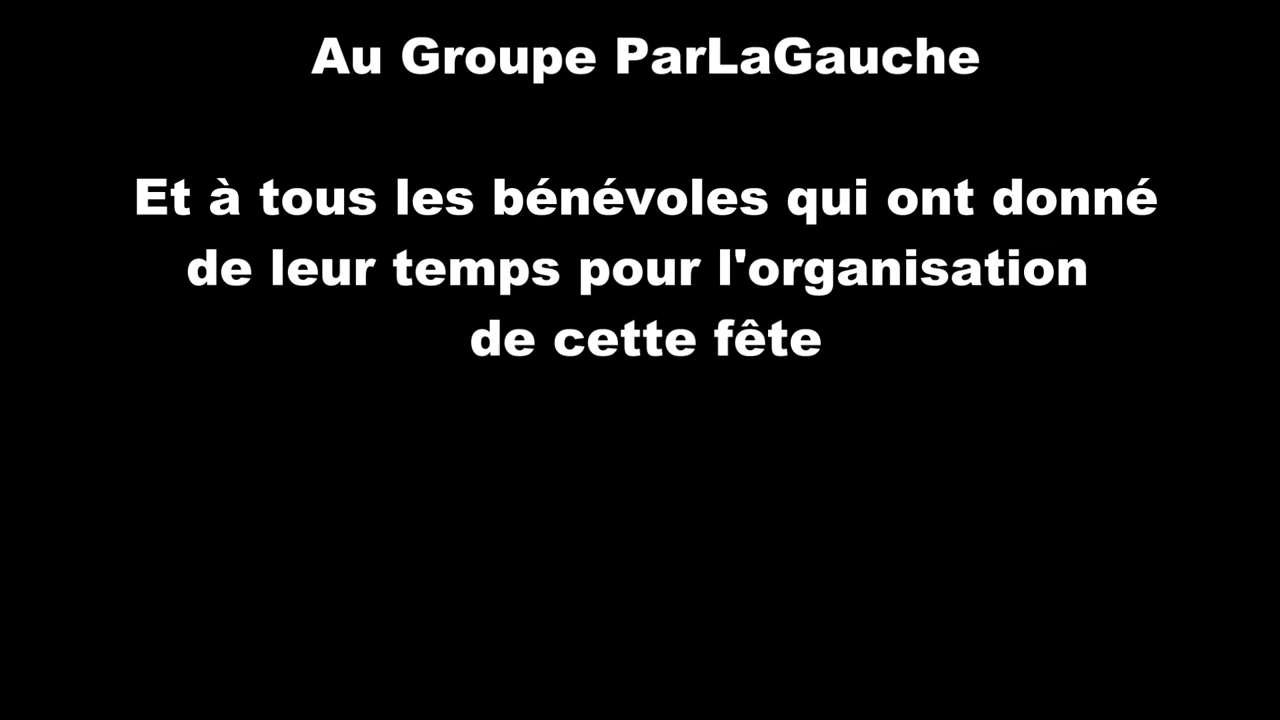 Au Groupe ParLaGauche
Et à tous les bénévoles qui ont donné
de leur temps pour l'organisation
de cette fête